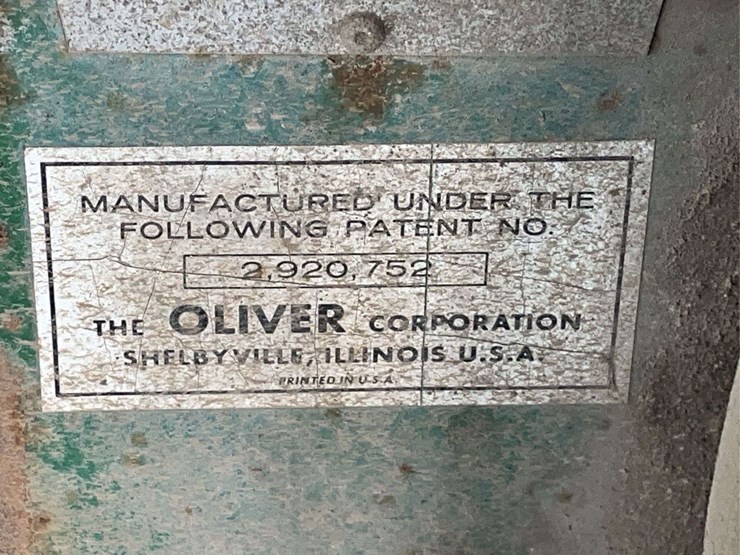 MANUFACTURED UNDER THE
FOLLOWING PATENT NO.
2,920,752
THE OLIVER CORPORATION
SHELBYVILLE, ILLINOIS U.S.A.
PRINTED IN U.S.A.